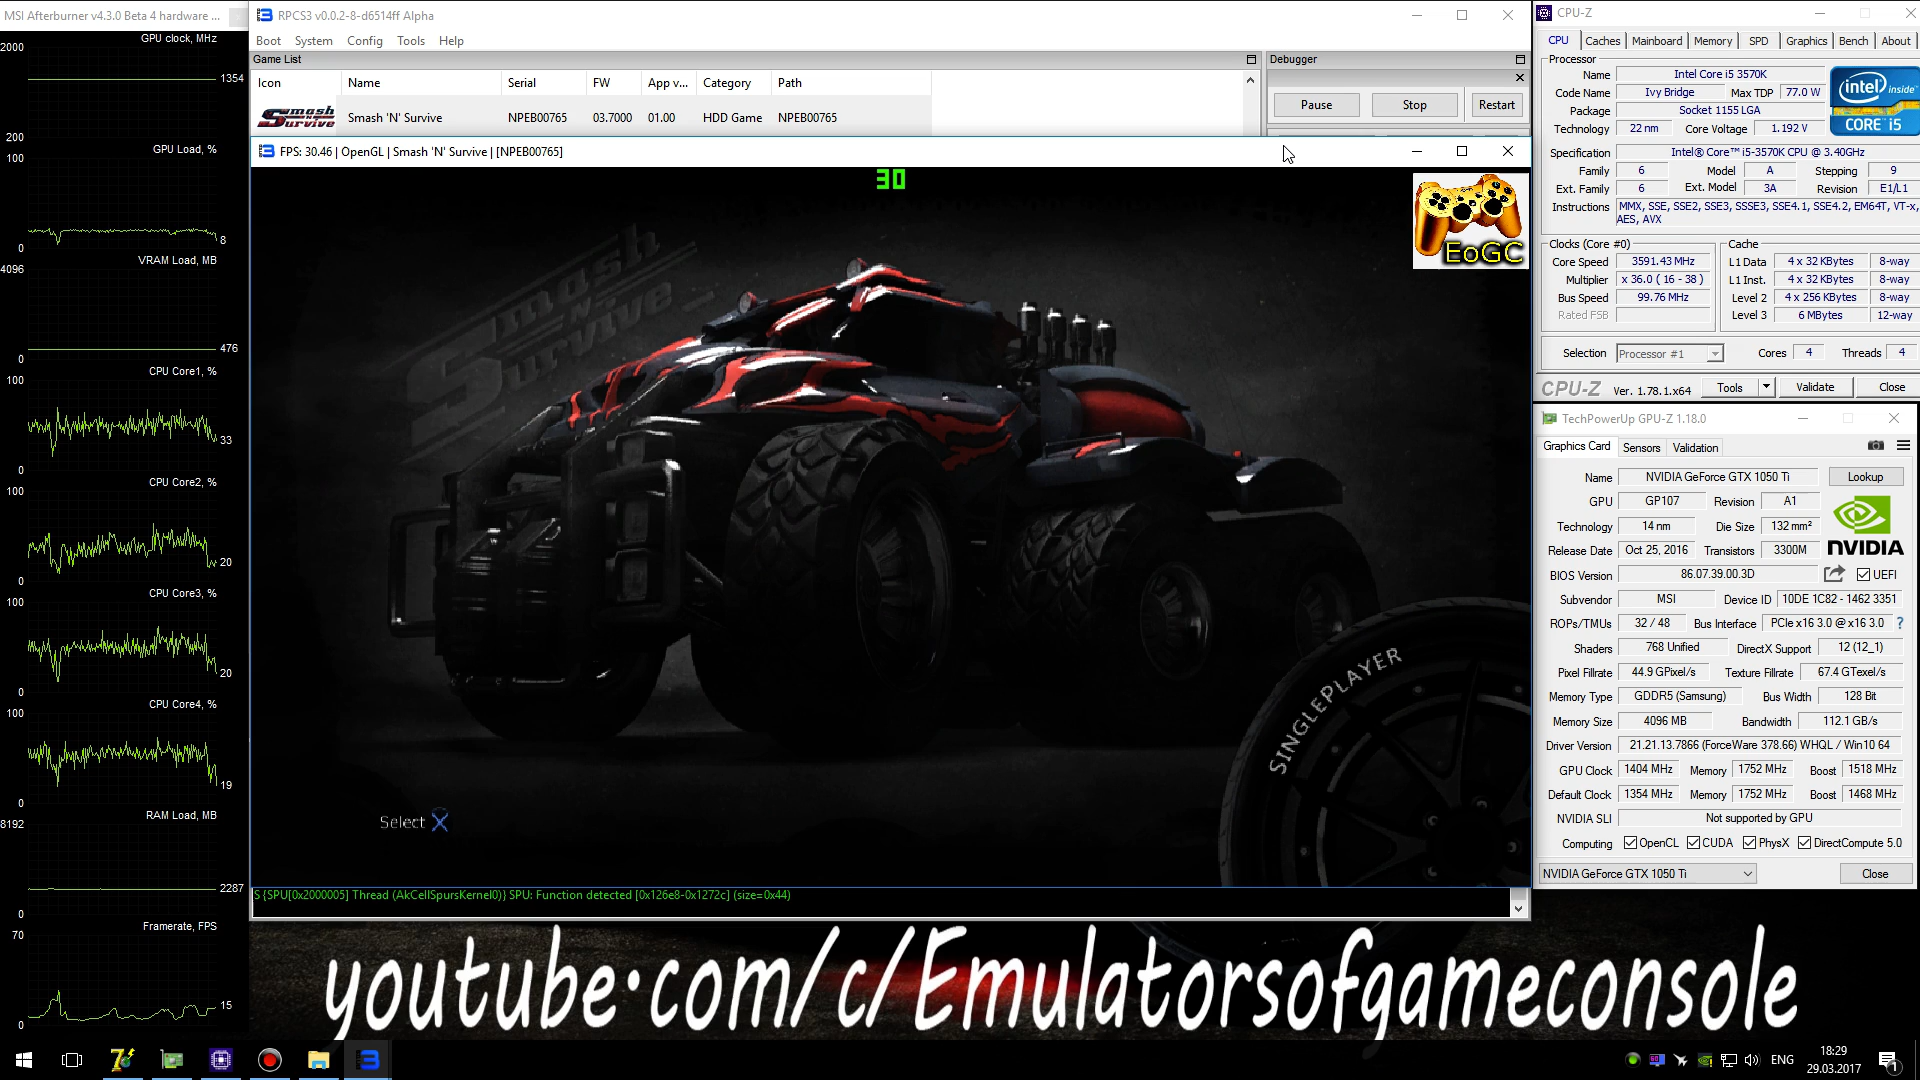 MSI Afterburner v4.3.0 Beta 4 hardware ...
GPU clock, MHz
2000
1354
200
GPU Load, %
100
8
0
VRAM Load, MB
4096
476
0
CPU Core1, %
100
33
0
CPU Core2, %
100
20
0
CPU Core3, %
100
20
0
CPU Core4, %
100
19
0
RAM Load, MB
8192
2287
0
Framerate, FPS
70
15
0
RPCS3 v0.0.2-8-d6514ff Alpha
Boot System Config Tools Help
Game List
Icon Name Serial FW App v... Category Path
Smash N Survive Smash 'N' Survive NPEB00765 03.7000 01.00 HDD Game NPEB00765
Debugger
Pause Stop Restart
FPS: 30.46 | OpenGL | Smash 'N' Survive | [NPEB00765]
30
EoGC
Smash
N
Survive
SINGLEPLAYER
Select X
S {SPU[0x2000005] Thread (AkCellSpursKernel0)} SPU: Function detected [0x126e8-0x1272c] (size=0x44)
youtube.com/c/Emulatorsofgameconsole
CPU-Z
CPU Caches Mainboard Memory SPD Graphics Bench About
Processor
Name Intel Core i5 3570K
Code Name Ivy Bridge Max TDP 77.0 W
Package Socket 1155 LGA
Technology 22 nm Core Voltage 1.192 V
intel inside
CORE i5
Specification Intel® Core™ i5-3570K CPU @ 3.40GHz
Family 6 Model A Stepping 9
Ext. Family 6 Ext. Model 3A Revision E1/L1
Instructions MMX, SSE, SSE2, SSE3, SSSE3, SSE4.1, SSE4.2, EM64T, VT-x,
AES, AVX
Clocks (Core #0) Cache
Core Speed 3591.43 MHz L1 Data 4 x 32 KBytes 8-way
Multiplier x 36.0 ( 16 - 38 ) L1 Inst. 4 x 32 KBytes 8-way
Bus Speed 99.76 MHz Level 2 4 x 256 KBytes 8-way
Rated FSB Level 3 6 MBytes 12-way
Selection Processor #1 Cores 4 Threads 4
CPU-Z Ver. 1.78.1.x64 Tools Validate Close
TechPowerUp GPU-Z 1.18.0
Graphics Card Sensors Validation
Name NVIDIA GeForce GTX 1050 Ti Lookup
GPU GP107 Revision A1
Technology 14 nm Die Size 132 mm²
Release Date Oct 25, 2016 Transistors 3300M
NVIDIA
BIOS Version 86.07.39.00.3D UEFI
Subvendor MSI Device ID 10DE 1C82 - 1462 3351
ROPs/TMUs 32 / 48 Bus Interface PCIe x16 3.0 @ x16 3.0 ?
Shaders 768 Unified DirectX Support 12 (12_1)
Pixel Fillrate 44.9 GPixel/s Texture Fillrate 67.4 GTexel/s
Memory Type GDDR5 (Samsung) Bus Width 128 Bit
Memory Size 4096 MB Bandwidth 112.1 GB/s
Driver Version 21.21.13.7866 (ForceWare 378.66) WHQL / Win10 64
GPU Clock 1404 MHz Memory 1752 MHz Boost 1518 MHz
Default Clock 1354 MHz Memory 1752 MHz Boost 1468 MHz
NVIDIA SLI Not supported by GPU
Computing OpenCL CUDA PhysX DirectCompute 5.0
NVIDIA GeForce GTX 1050 Ti Close
ENG
18:29
29.03.2017
1